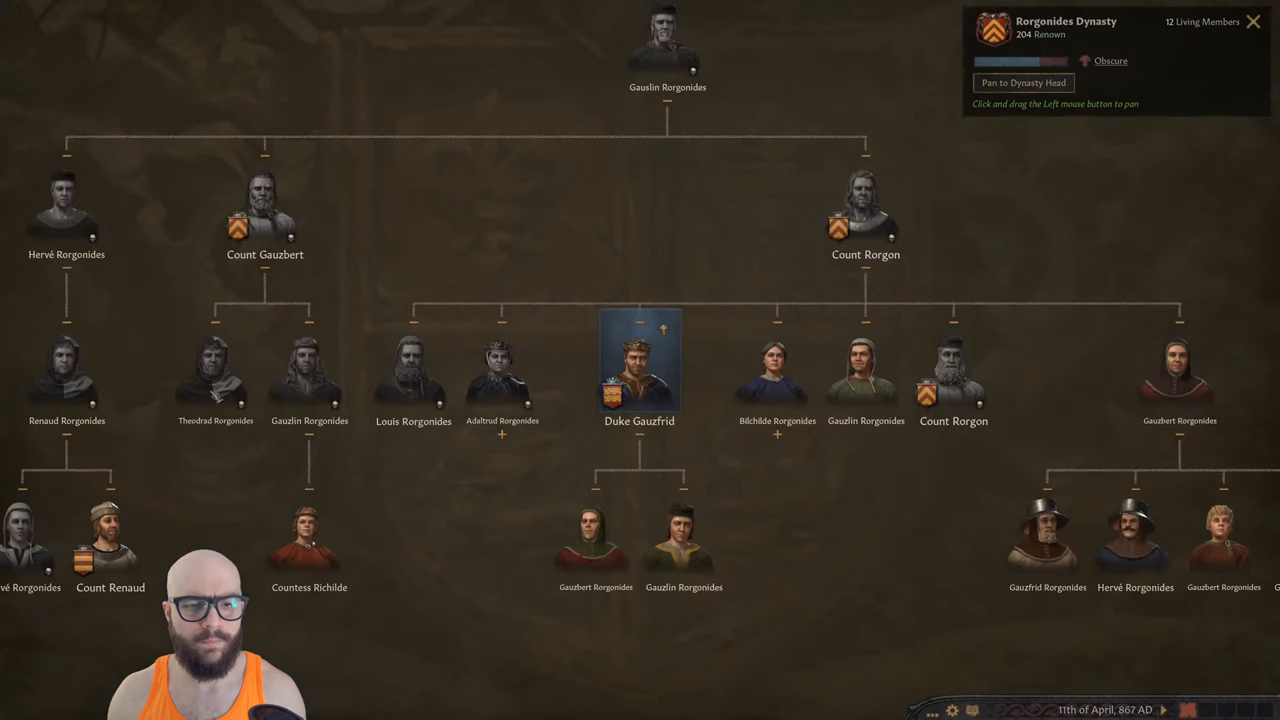 Rorgonides Dynasty
12 Living Members
204 Renown
Obscure
Pan to Dynasty Head
Click and drag the Left mouse button to pan
Gauslin Rorgonides
Hervé Rorgonides
Count Gauzbert
Count Rorgon
Renaud Rorgonides
Theodrad Rorgonides
Gauzlin Rorgonides
Louis Rorgonides
Adaltrud Rorgonides
Duke Gauzfrid
Bilchilde Rorgonides
Gauzlin Rorgonides
Count Rorgon
Gauzbert Rorgonides
vé Rorgonides
Count Renaud
Countess Richilde
Gauzbert Rorgonides
Gauzlin Rorgonides
Gauzfrid Rorgonides
Hervé Rorgonides
Gauzbert Rorgonides
G
11th of April, 867 AD